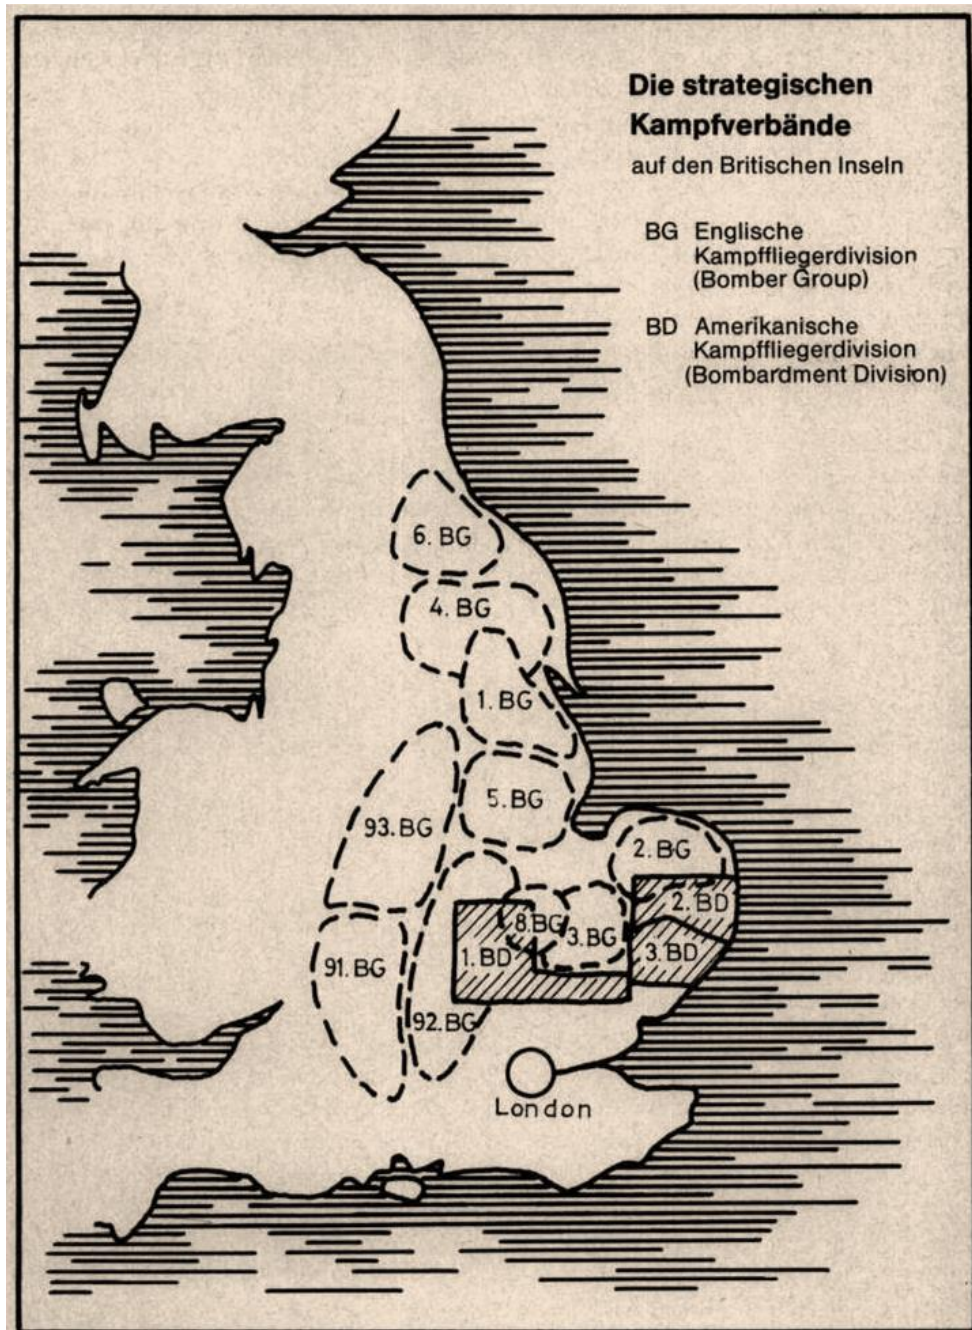 Die strategischen
Kampfverbände
auf den Britischen Inseln
BG Englische
Kampffliegerdivision
(Bomber Group)
BD Amerikanische
Kampffliegerdivision
(Bombardment Division)
6. BG
4. BG
1. BG
5. BG
93. BG
2. BG
2. BD
8. BG
3. BG
1. BD
3. BD
91. BG
92. BG
London